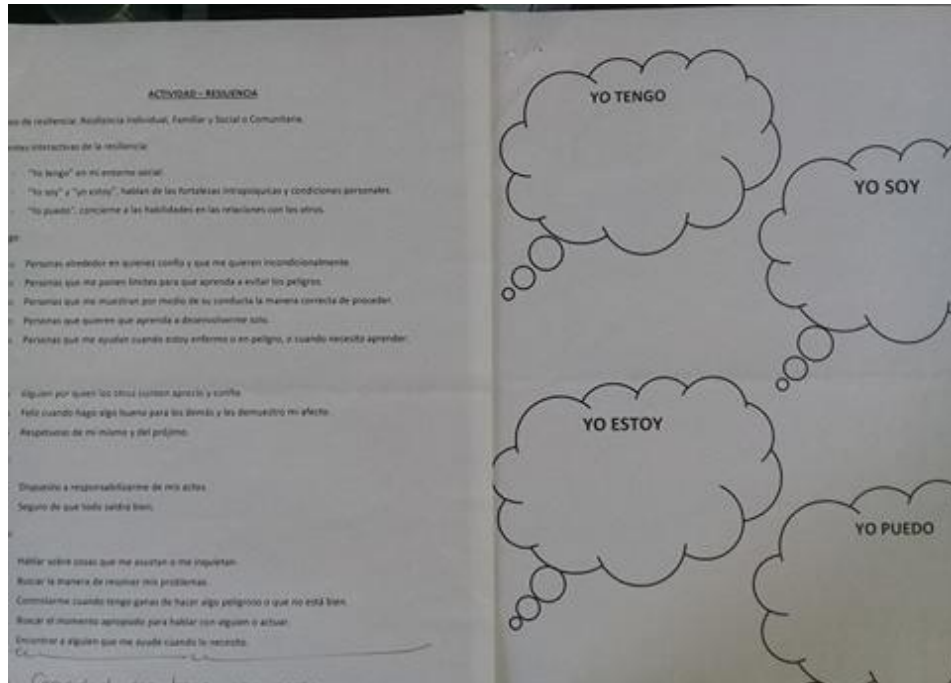 ACTIVIDAD – RESILIENCIA
de resiliencia: Resiliencia Individual, Familiar y Social o Comunitaria.
interactivos de la resiliencia:
- "Yo tengo" en mi entorno social.
- "Yo soy" y "yo estoy", hablan de las fortalezas intrapsíquicas y condiciones personales.
- "Yo puedo", concierne a las habilidades en las relaciones con los otros.
Personas alrededor en quienes confío y que me quieren incondicionalmente
Personas que me ponen límites para que aprenda a evitar los peligros.
Personas que me muestran por medio de su conducta la manera correcta de proceder.
Personas que quieren que aprenda a desenvolverme solo.
Personas que me ayudan cuando estoy enfermo o en peligro, o cuando necesito aprender.
Alguien por quien los otros sienten aprecio y cariño.
Feliz cuando hago algo bueno para los demás y les demuestro mi afecto.
Respetuoso de mi mismo y del prójimo.
Dispuesto a responsabilizarme de mis actos
Seguro de que todo saldrá bien.
Hablar sobre cosas que me asustan o me inquietan
Buscar la manera de resolver mis problemas.
Controlarme cuando tengo ganas de hacer algo peligroso o que no está bien
Buscar el momento apropiado para hablar con alguien o actuar.
Encontrar a alguien que me ayude cuando lo necesito.
YO TENGO
YO SOY
YO ESTOY
YO PUEDO